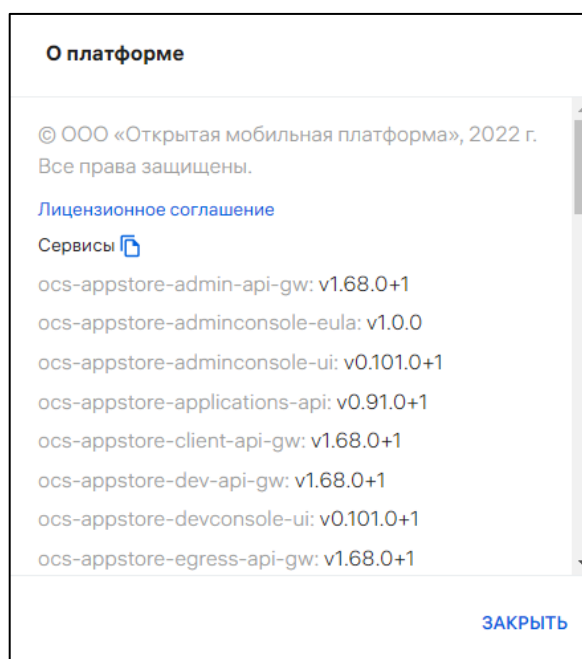 О платформе
© ООО «Открытая мобильная платформа», 2022 г.
Все права защищены.
Лицензионное соглашение
Сервисы
ocs-appstore-admin-api-gw: v1.68.0+1
ocs-appstore-adminconsole-eula: v1.0.0
ocs-appstore-adminconsole-ui: v0.101.0+1
ocs-appstore-applications-api: v0.91.0+1
ocs-appstore-client-api-gw: v1.68.0+1
ocs-appstore-dev-api-gw: v1.68.0+1
ocs-appstore-devconsole-ui: v0.101.0+1
ocs-appstore-egress-api-gw: v1.68.0+1
ЗАКРЫТЬ